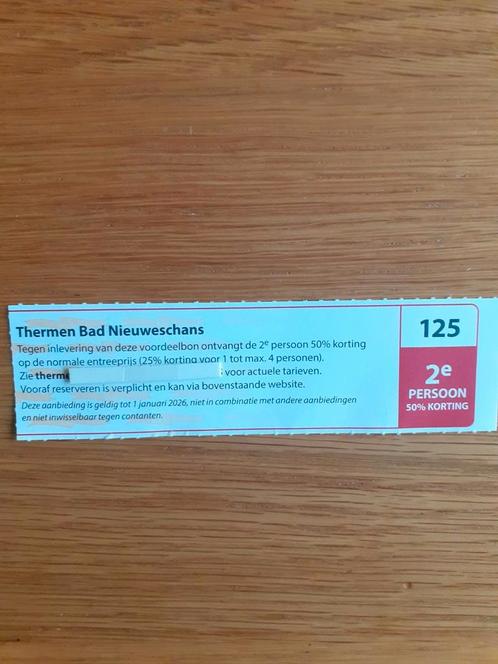 Thermen Bad Nieuweschans
Tegen inlevering van deze voordeelbon ontvangt de 2e persoon 50% korting
op de normale entreeprijs (25% korting voor 1 tot max. 4 personen).
Zie therm voor actuele tarieven.
Vooraf reserveren is verplicht en kan via bovenstaande website.
Deze aanbieding is geldig tot 1 januari 2026, niet in combinatie met andere aanbiedingen
en niet inwisselbaar tegen contanten.
125
2e
PERSOON
50% KORTING